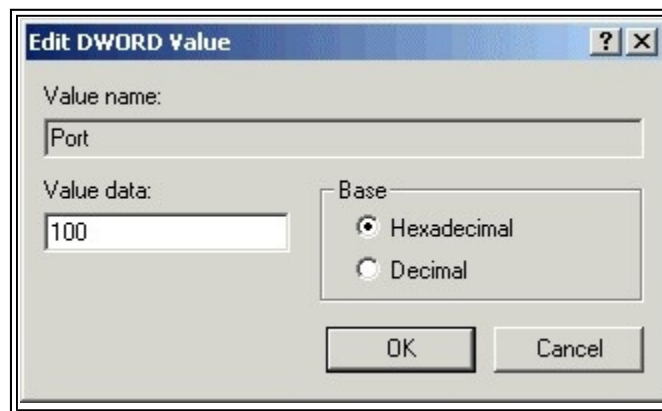 Edit DWORD Value
Value name:
Port
Value data:
100
Base
Hexadecimal
Decimal
OK
Cancel